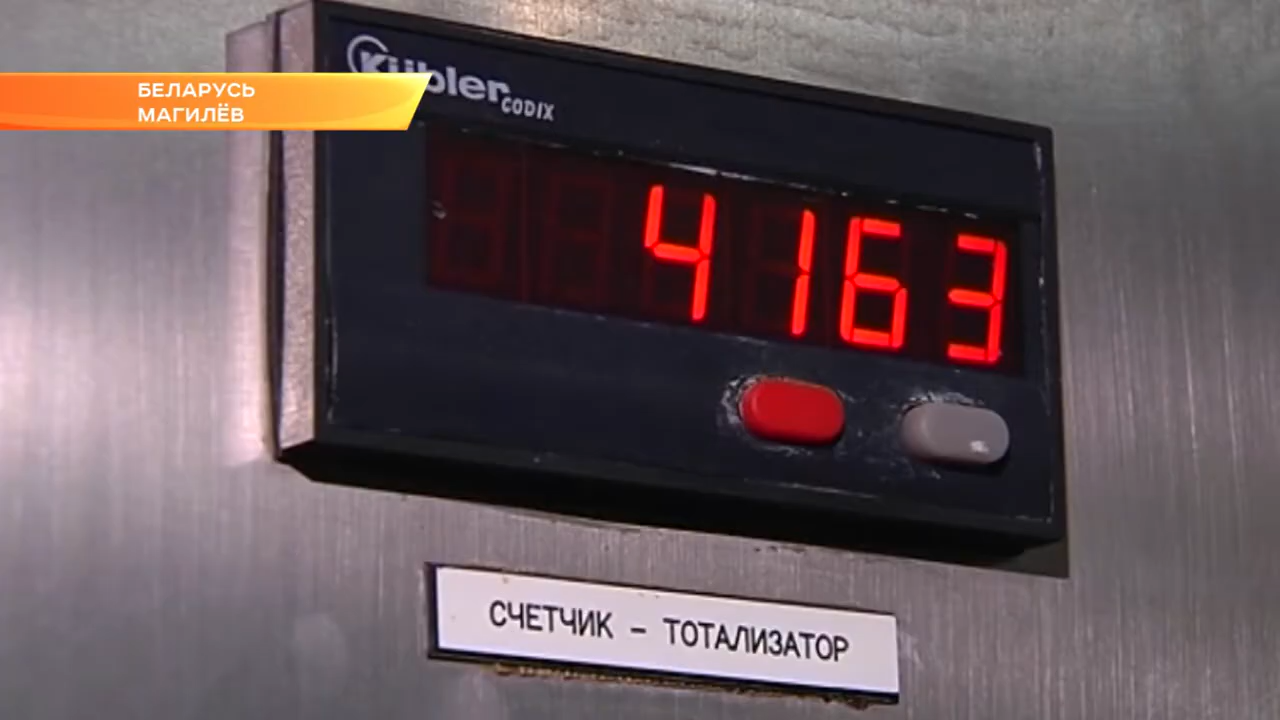 БЕЛАРУСЬ
МАГИЛЁВ
Kübler
CODIX
4163
СЧЕТЧИК – ТОТАЛИЗАТОР